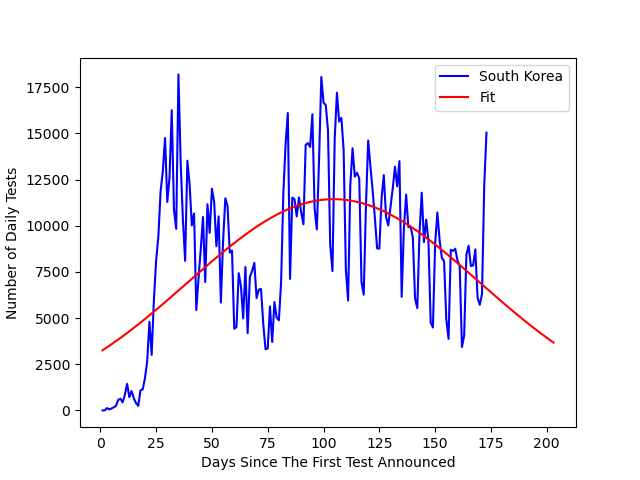 South Korea
Fit
17500
15000
12500
10000
7500
5000
2500
0
Number of Daily Tests
0 25 50 75 100 125 150 175 200
Days Since The First Test Announced